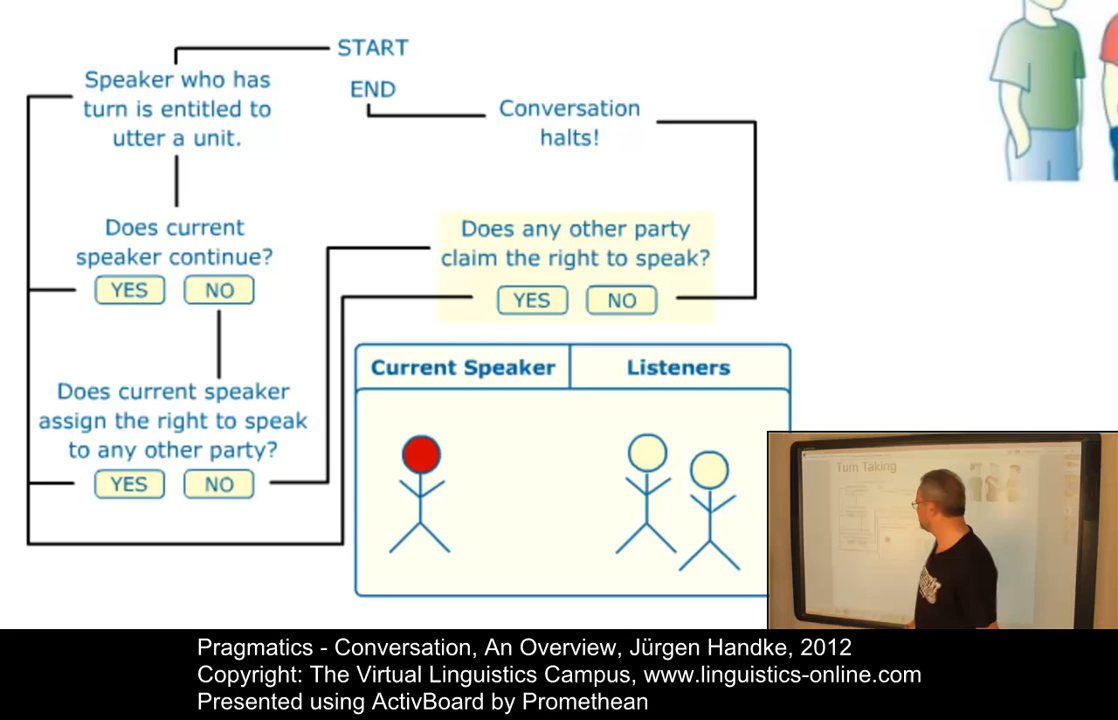 START
END
Speaker who has
turn is entitled to
utter a unit.
Conversation
halts!
Does current
speaker continue?
YES NO
Does any other party
claim the right to speak?
YES NO
Does current speaker
assign the right to speak
to any other party?
YES NO
Current Speaker Listeners
Turn Taking
Pragmatics - Conversation, An Overview, Jürgen Handke, 2012
Copyright: The Virtual Linguistics Campus, www.linguistics-online.com
Presented using ActivBoard by Promethean